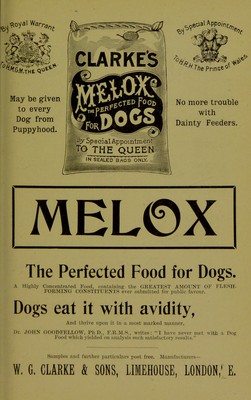 By Royal Warrant
By Special Appointment
To H.M. THE QUEEN
To H.R.H. The Prince of Wales
CLARKE'S
MELOX
THE PERFECTED FOOD
FOR DOGS
By Special Appointment
TO THE QUEEN
IN SEALED BAGS ONLY
May be given
to every
Dog from
Puppyhood.
No more trouble
with
Dainty Feeders.
MELOX
The Perfected Food for Dogs.
A Highly Concentrated Food, containing the GREATEST AMOUNT OF FLESH-
FORMING CONSTITUENTS ever submitted for public favour.
Dogs eat it with avidity,
And thrive upon it in a most marked manner.
Dr. JOHN GOODFELLOW, Ph.D., F.R.M.S., writes: "I have never met with a Dog
Food which yielded on analysis such satisfactory results."
Samples and further particulars post free. Manufacturers—
W. G. CLARKE & SONS, LIMEHOUSE, LONDON, E.